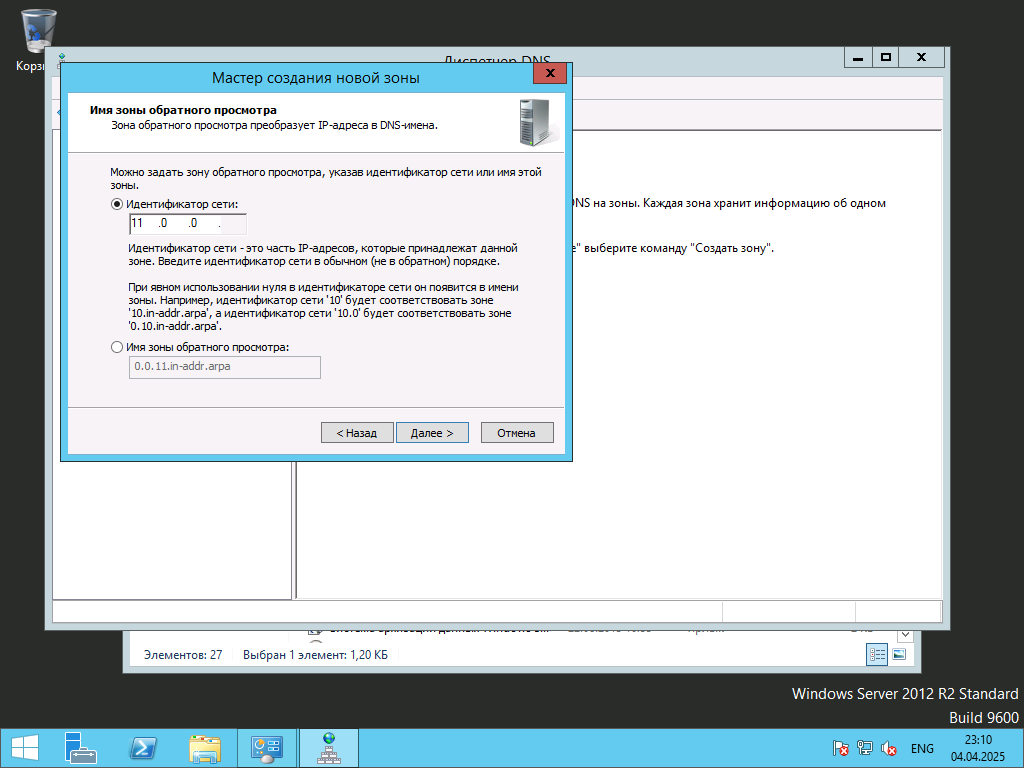 Корз
Диспетчер DNS
Мастер создания новой зоны
Имя зоны обратного просмотра
Зона обратного просмотра преобразует IP-адреса в DNS-имена.
Можно задать зону обратного просмотра, указав идентификатор сети или имя этой
зоны.
Идентификатор сети:
11 .0 .0 .
Идентификатор сети - это часть IP-адресов, которые принадлежат данной
зоне. Введите идентификатор сети в обычном (не в обратном) порядке.
При явном использовании нуля в идентификаторе сети он появится в имени
зоны. Например, идентификатор сети '10' будет соответствовать зоне
'10.in-addr.arpa', а идентификатор сети '10.0' будет соответствовать зоне
'0.10.in-addr.arpa'.
Имя зоны обратного просмотра:
0.0.11.in-addr.arpa
< Назад Далее > Отмена
DNS на зоны. Каждая зона хранит информацию об одном
е" выберите команду "Создать зону".
Элементов: 27 Выбран 1 элемент: 1,20 КБ
Windows Server 2012 R2 Standard
Build 9600
ENG
23:10
04.04.2025